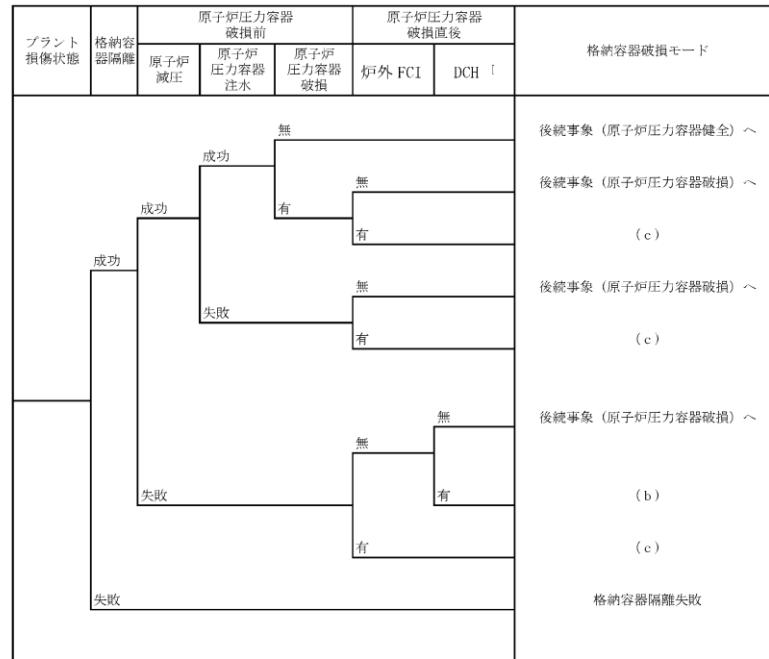 プラント
損傷状態
格納容
器隔離
原子炉圧力容器
破損前
原子炉圧力容器
破損直後
格納容器破損モード
原子炉
減圧
原子炉
圧力容器
注水
原子炉
圧力容器
破損
炉外 FCI
DCH「
無
後続事象（原子炉圧力容器健全）へ
成功
無
後続事象（原子炉圧力容器破損）へ
成功
有
有
（c）
成功
無
後続事象（原子炉圧力容器破損）へ
失敗
有
（c）
無
後続事象（原子炉圧力容器破損）へ
無
失敗
有
（b）
有
（c）
失敗
格納容器隔離失敗